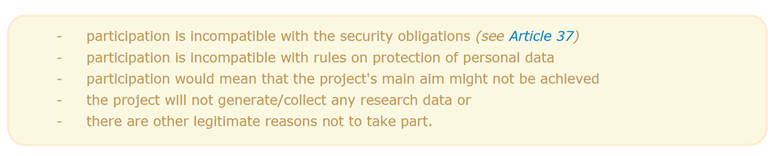 - participation is incompatible with the security obligations (see Article 37)
- participation is incompatible with rules on protection of personal data
- participation would mean that the project's main aim might not be achieved
- the project will not generate/collect any research data or
- there are other legitimate reasons not to take part.